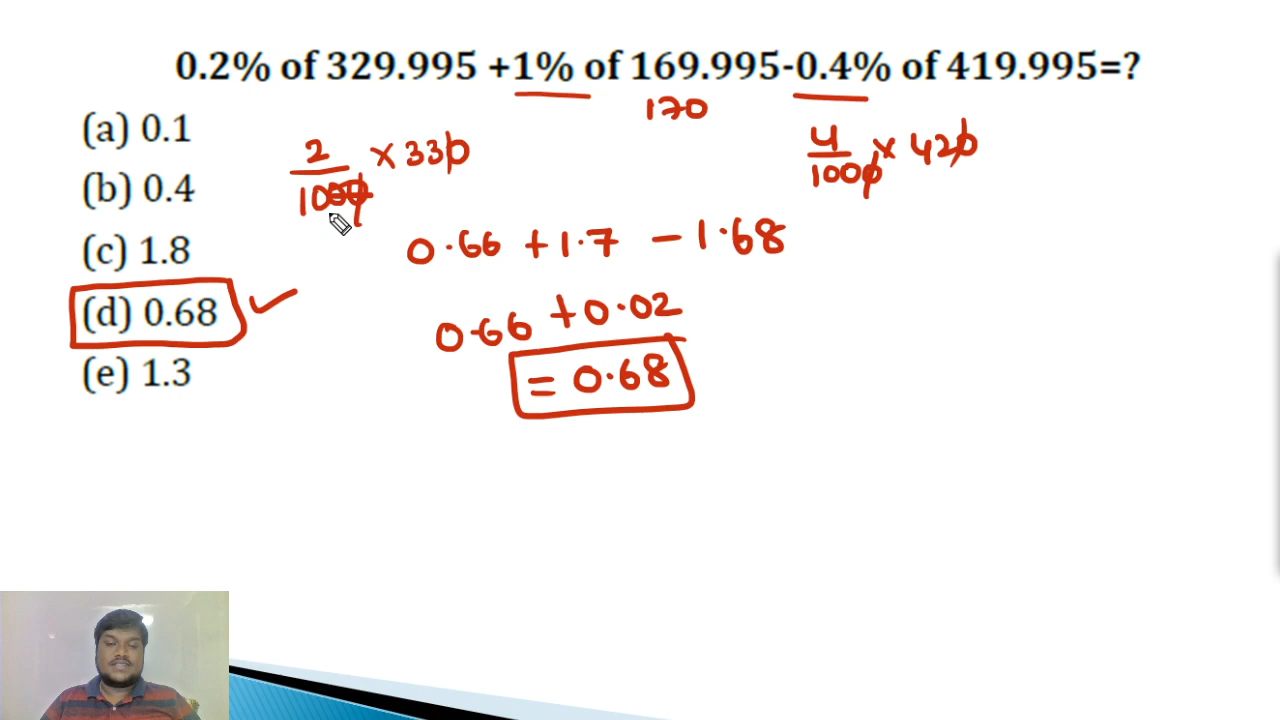 0.2% of 329.995 +1% of 169.995-0.4% of 419.995=?
170
(a) 0.1
2/1000 × 330
4/1000 × 420
(b) 0.4
(c) 1.8
0.66 + 1.7 - 1.68
(d) 0.68 ✓
0.66 + 0.02
(e) 1.3
= 0.68